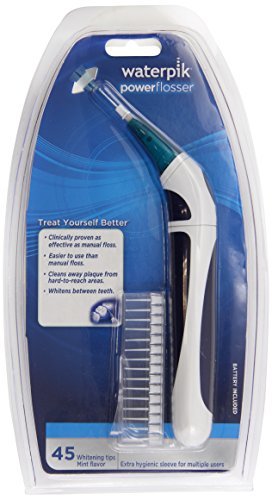 waterpik
powerflosser
Treat Yourself Better
• Clinically proven as
effective as manual floss.
• Easier to use than
manual floss.
• Cleans away plaque from
hard-to-reach areas.
• Whitens between teeth.
BATTERY INCLUDED
45 Whitening tips
Mint flavor
Extra hygienic sleeve for multiple users